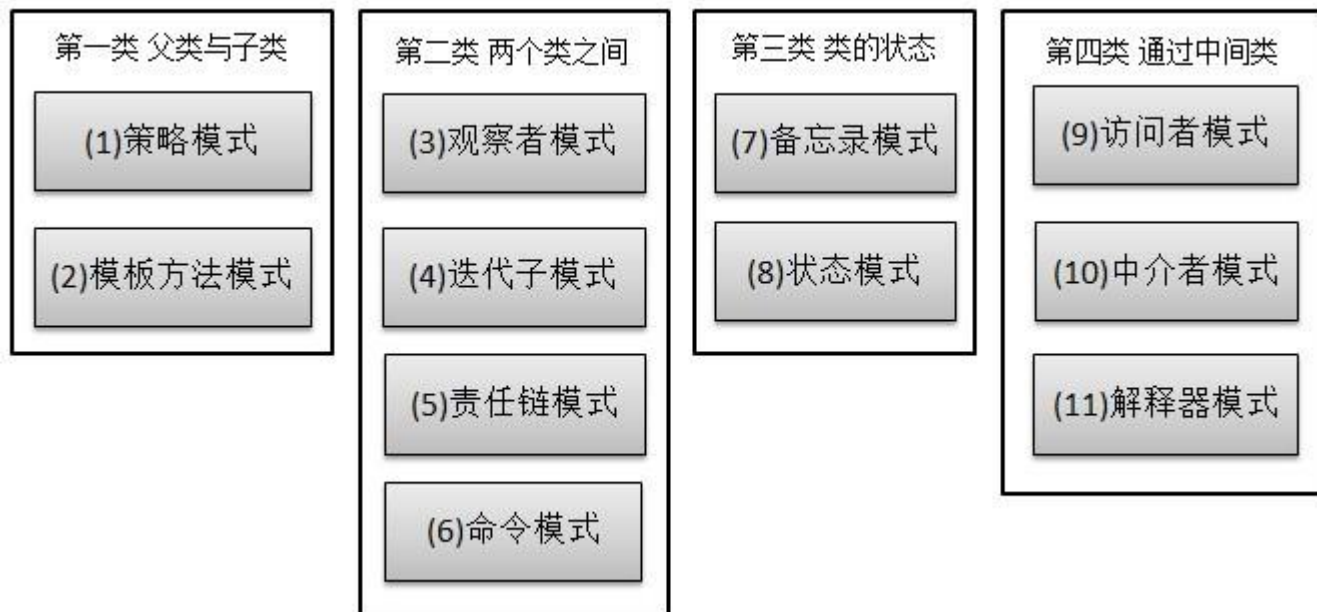 第一类 父类与子类
(1)策略模式
(2)模板方法模式
第二类 两个类之间
(3)观察者模式
(4)迭代子模式
(5)责任链模式
(6)命令模式
第三类 类的状态
(7)备忘录模式
(8)状态模式
第四类 通过中间类
(9)访问者模式
(10)中介者模式
(11)解释器模式